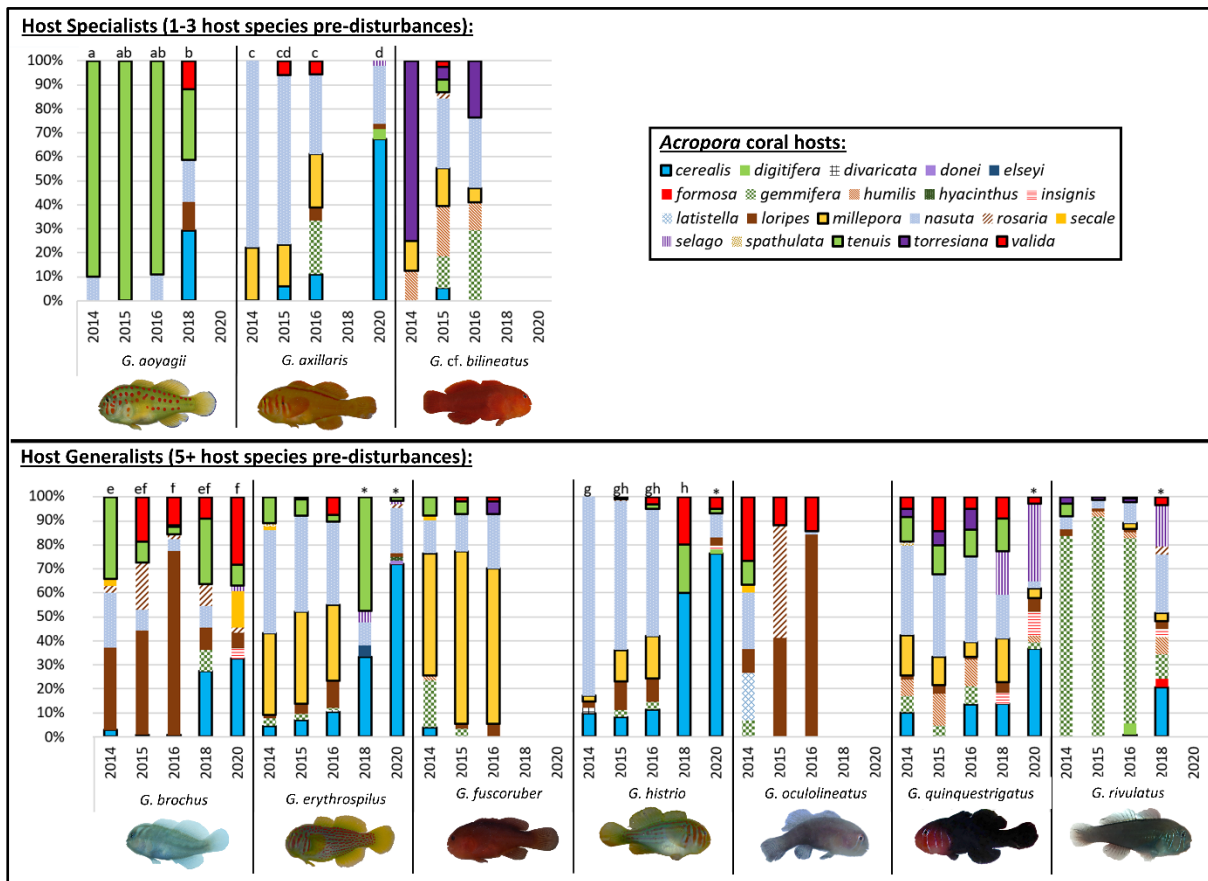 Host Specialists (1-3 host species pre-disturbances):
a ab ab b c cd c d
100%
90%
80%
70%
60%
50%
40%
30%
20%
10%
0%
2014 2015 2016 2018 2020 2014 2015 2016 2018 2020 2014 2015 2016 2018 2020
G. aoyagii G. axillaris G. cf. bilineatus
Acropora coral hosts:
cerealis digitifera divaricata donei elseyi
formosa gemmifera humilis hyacinthus insignis
latistella loripes millepora nasuta rosaria secale
selago spathulata tenuis torresiana valida
Host Generalists (5+ host species pre-disturbances):
e ef f ef f * * g gh gh h * * *
100%
90%
80%
70%
60%
50%
40%
30%
20%
10%
0%
2014 2015 2016 2018 2020 2014 2015 2016 2018 2020 2014 2015 2016 2018 2020 2014 2015 2016 2018 2020 2014 2015 2016 2018 2020 2014 2015 2016 2018 2020 2014 2015 2016 2018 2020
G. brochus G. erythrospilus G. fuscoruber G. histrio G. oculolineatus G. quinquestrigatus G. rivulatus